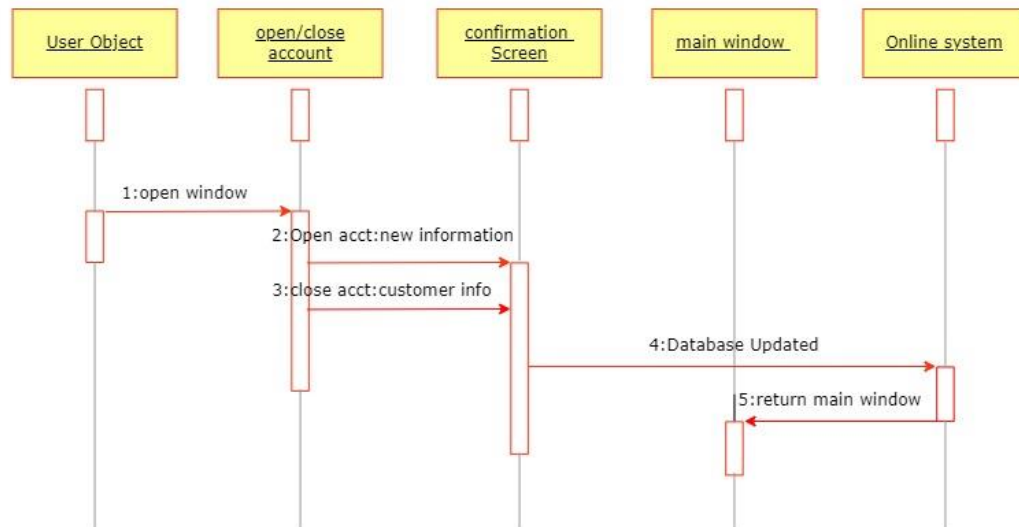 User Object
open/close
account
confirmation
Screen
main window
Online system
1:open window
2:Open acct:new information
3:close acct:customer info
4:Database Updated
5:return main window